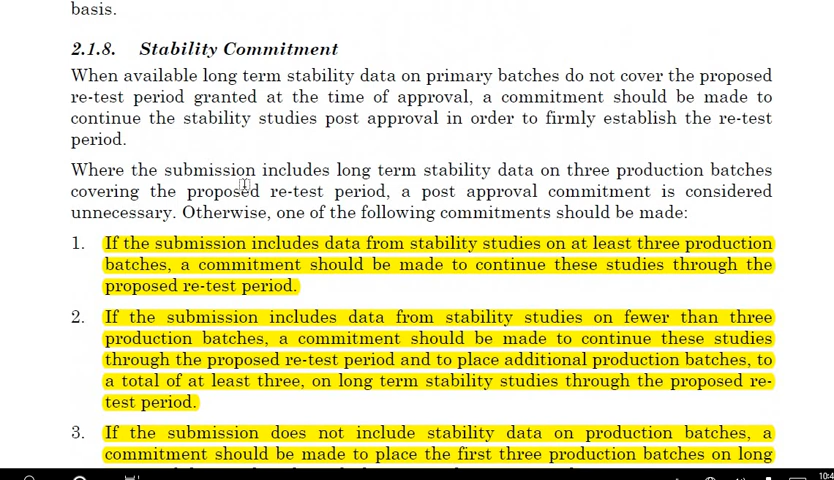 basis.
2.1.8. Stability Commitment
When available long term stability data on primary batches do not cover the proposed
re-test period granted at the time of approval, a commitment should be made to
continue the stability studies post approval in order to firmly establish the re-test
period.
Where the submission includes long term stability data on three production batches
covering the proposed re-test period, a post approval commitment is considered
unnecessary. Otherwise, one of the following commitments should be made:
1. If the submission includes data from stability studies on at least three production
batches, a commitment should be made to continue these studies through the
proposed re-test period.
2. If the submission includes data from stability studies on fewer than three
production batches, a commitment should be made to continue these studies
through the proposed re-test period and to place additional production batches, to
a total of at least three, on long term stability studies through the proposed re-
test period.
3. If the submission does not include stability data on production batches, a
commitment should be made to place the first three production batches on long